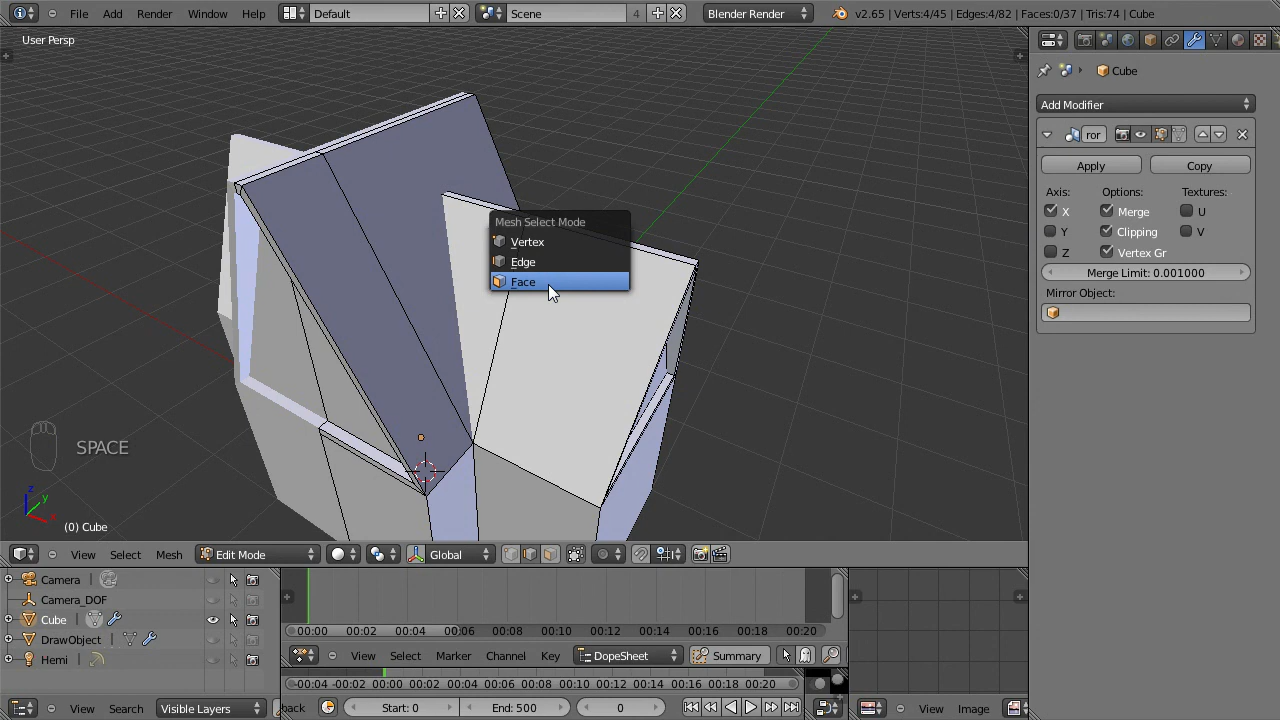 File Add Render Window Help Default Scene 4 Blender Render v2.65 | Verts:4/45 | Edges:4/82 | Faces:0/37 | Tris:74 | Cube
User Persp
Cube
Add Modifier
ror
Apply Copy
Axis: Options: Textures:
X Merge U
Y Clipping V
Z Vertex Gr
Merge Limit: 0.001000
Mirror Object:
Mesh Select Mode
Vertex
Edge
Face
SPACE
z
y
x
(0) Cube
View Select Mesh Edit Mode Global
Camera
Camera_DOF
Cube
DrawObject
Hemi
00:00 00:02 00:04 00:06 00:08 00:10 00:12 00:14 00:16 00:18 00:20
View Select Marker Channel Key DopeSheet Summary
-00:04 -00:02 00:00 00:02 00:04 00:06 00:08 00:10 00:12 00:14 00:16 00:18 00:20
View Search Visible Layers back Start: 0 End: 500 0 View Image